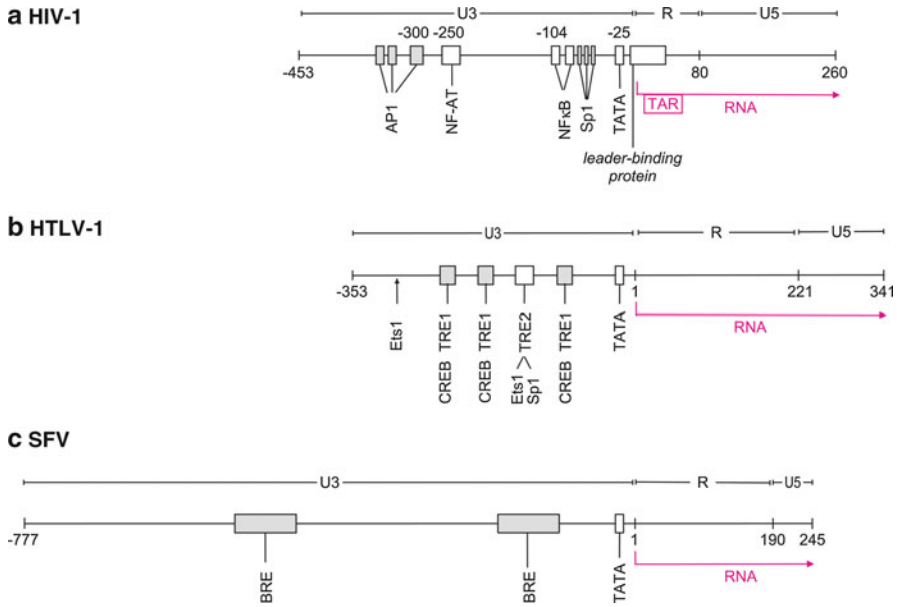 a HIV-1
U3 R U5
-300 -250 -104 -25
-453 80 260
AP1 NF-AT NFκB Sp1 TATA
TAR RNA
leader-binding
protein
b HTLV-1
U3 R U5
-353 1 221 341
RNA
Ets1 CREB TRE1 CREB TRE1 Ets1 > TRE2 CREB TRE1 TATA
Sp1
c SFV
U3 R U5
-777 1 190 245
BRE BRE TATA RNA